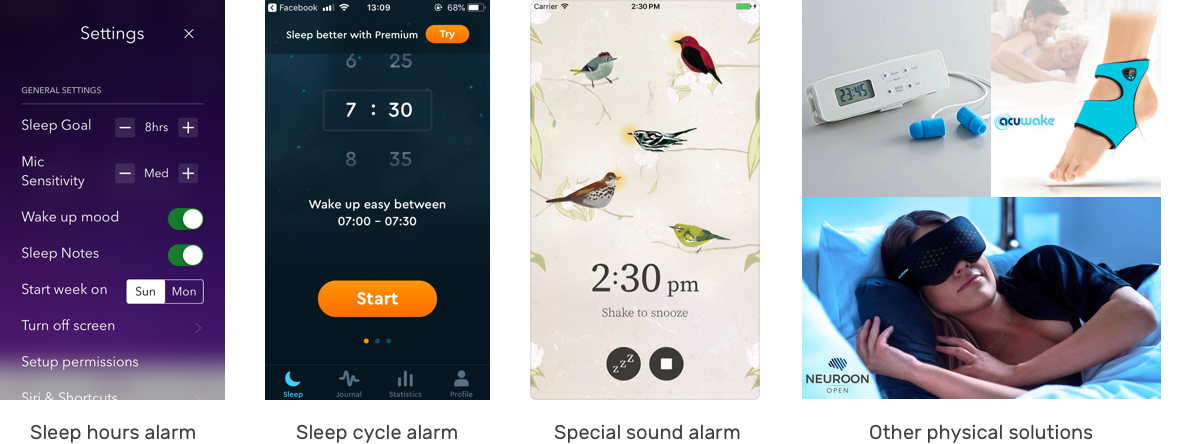 Settings ×
GENERAL SETTINGS
Sleep Goal − 8hrs +
Mic
Sensitivity − Med +
Wake up mood
Sleep Notes
Start week on Sun Mon
Turn off screen
Setup permissions
Siri & Shortcuts
Sleep hours alarm
Facebook 13:09 68%
Sleep better with Premium Try
6 25
7 : 30
8 35
Wake up easy between
07:00 – 07:30
Start
Sleep Journal Statistics Profile
Sleep cycle alarm
Carrier 2:30 PM
2:30 pm
Shake to snooze
z z Z
Special sound alarm
23:45
acuwake
NEUROON
OPEN
Other physical solutions